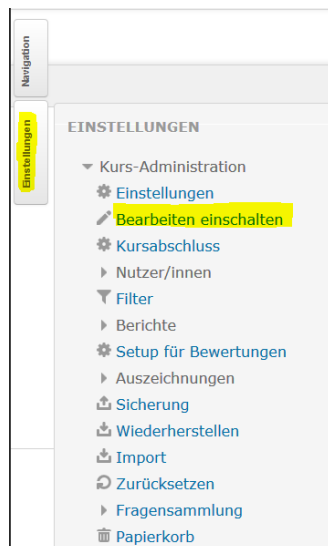 Navigation
Einstellungen
EINSTELLUNGEN
Kurs-Administration
Einstellungen
Bearbeiten einschalten
Kursabschluss
Nutzer/innen
Filter
Berichte
Setup für Bewertungen
Auszeichnungen
Sicherung
Wiederherstellen
Import
Zurücksetzen
Fragensammlung
Papierkorb